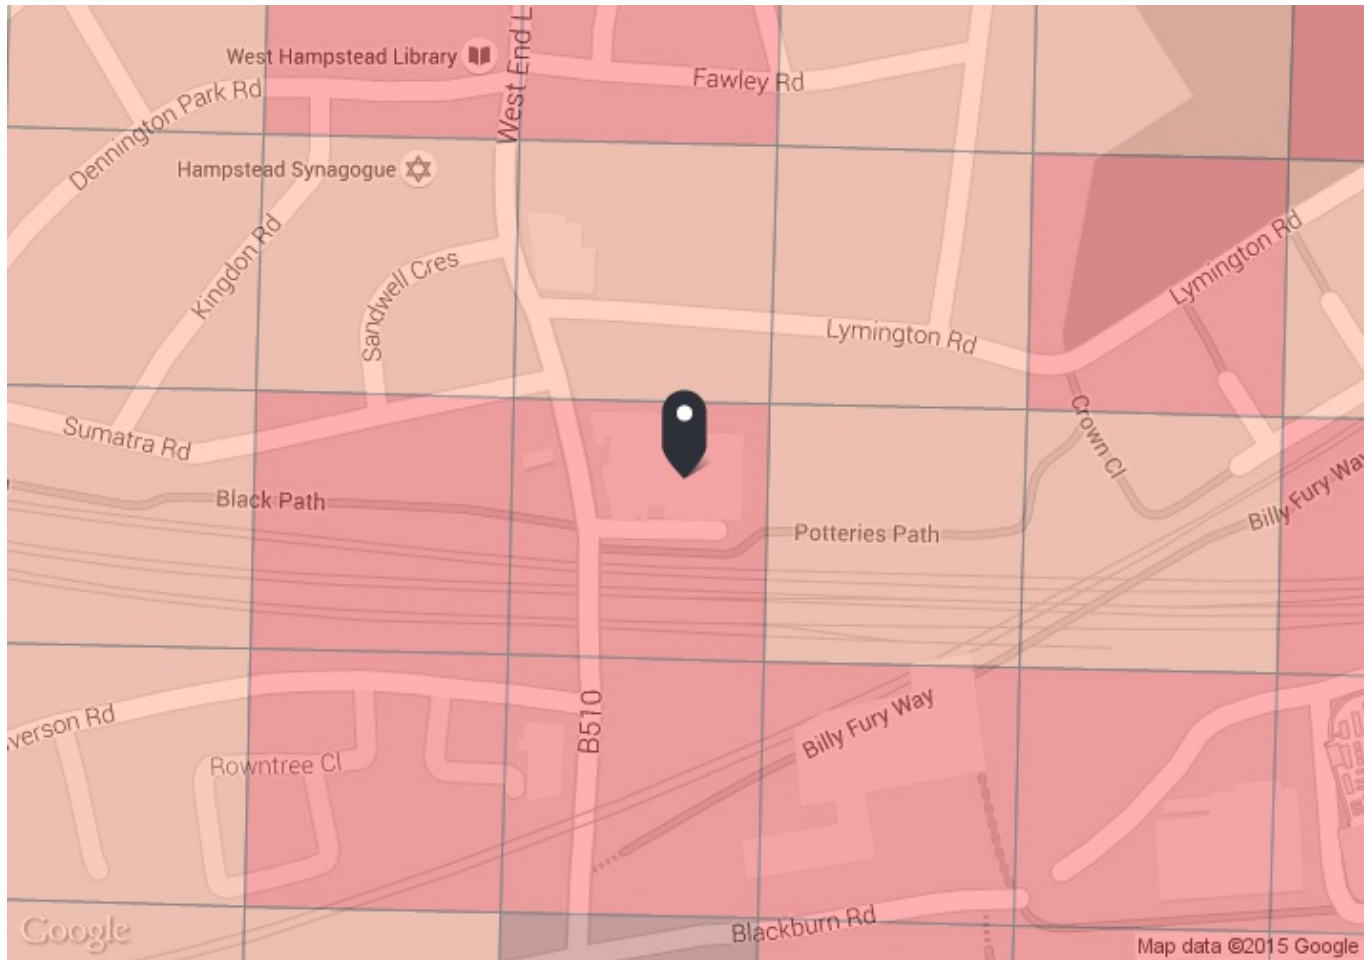 West Hampstead Library
West End L
Fawley Rd
Dennington Park Rd
Hampstead Synagogue
Kingdon Rd
Sandwell Cres
Lymington Rd
Lymington Rd
Sumatra Rd
Crown Cl
Black Path
Potteries Path
Billy Fury Way
B510
Billy Fury Way
verson Rd
Rowntree Cl
Blackburn Rd
Google
Map data ©2015 Google